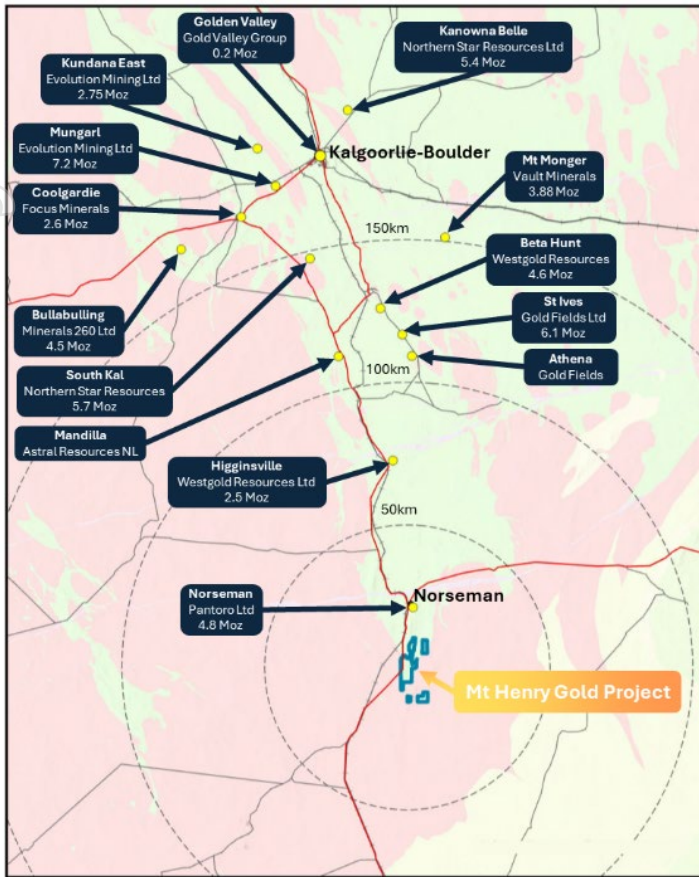 Golden Valley
Gold Valley Group
0.2 Moz
Kanowna Belle
Northern Star Resources Ltd
5.4 Moz
Kundana East
Evolution Mining Ltd
2.75 Moz
Mungarl
Evolution Mining Ltd
7.2 Moz
Kalgoorlie-Boulder
Mt Monger
Vault Minerals
3.88 Moz
Coolgardie
Focus Minerals
2.6 Moz
150km
Beta Hunt
Westgold Resources
4.6 Moz
Bullabulling
Minerals 260 Ltd
4.5 Moz
St Ives
Gold Fields Ltd
6.1 Moz
South Kal
Northern Star Resources
5.7 Moz
100km
Athena
Gold Fields
Mandilla
Astral Resources NL
Higginsville
Westgold Resources Ltd
2.5 Moz
50km
Norseman
Pantoro Ltd
4.8 Moz
Norseman
Mt Henry Gold Project